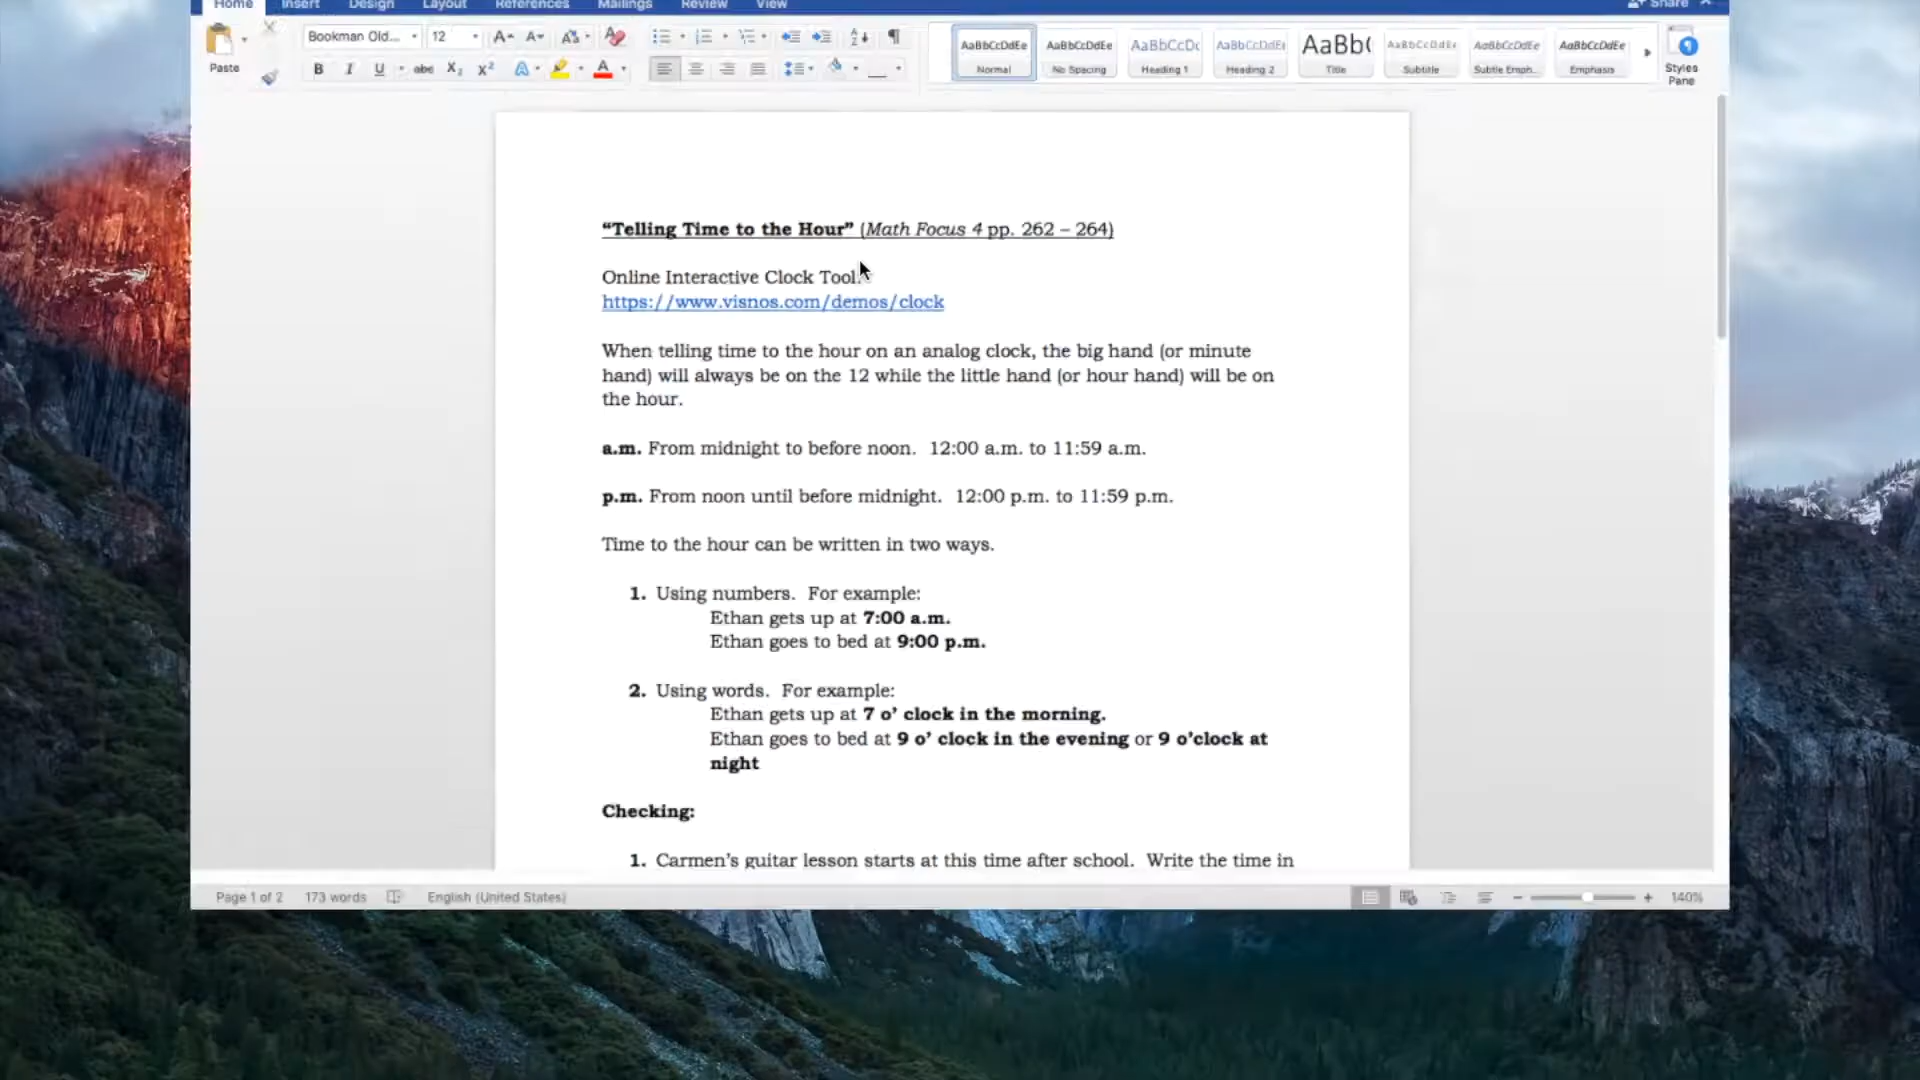 Home Insert Design Layout References Mailings Review View Share
Paste
Bookman Old... 12
B I U abc X₂ X² A A
AaBbCcDdEe AaBbCcDdEe AaBbCcDc AaBbCcDdEe AaBb( AaBbCcDdEe AaBbCcDdEe AaBbCcDdEe
Normal No Spacing Heading 1 Heading 2 Title Subtitle Subtle Emph... Emphasis
Styles
Pane
“Telling Time to the Hour” (Math Focus 4 pp. 262 – 264)
Online Interactive Clock Tool:
https://www.visnos.com/demos/clock
When telling time to the hour on an analog clock, the big hand (or minute
hand) will always be on the 12 while the little hand (or hour hand) will be on
the hour.
a.m. From midnight to before noon. 12:00 a.m. to 11:59 a.m.
p.m. From noon until before midnight. 12:00 p.m. to 11:59 p.m.
Time to the hour can be written in two ways.
1. Using numbers. For example:
Ethan gets up at 7:00 a.m.
Ethan goes to bed at 9:00 p.m.
2. Using words. For example:
Ethan gets up at 7 o’ clock in the morning.
Ethan goes to bed at 9 o’ clock in the evening or 9 o’clock at
night
Checking:
1. Carmen’s guitar lesson starts at this time after school. Write the time in
Page 1 of 2 173 words English (United States) 140%